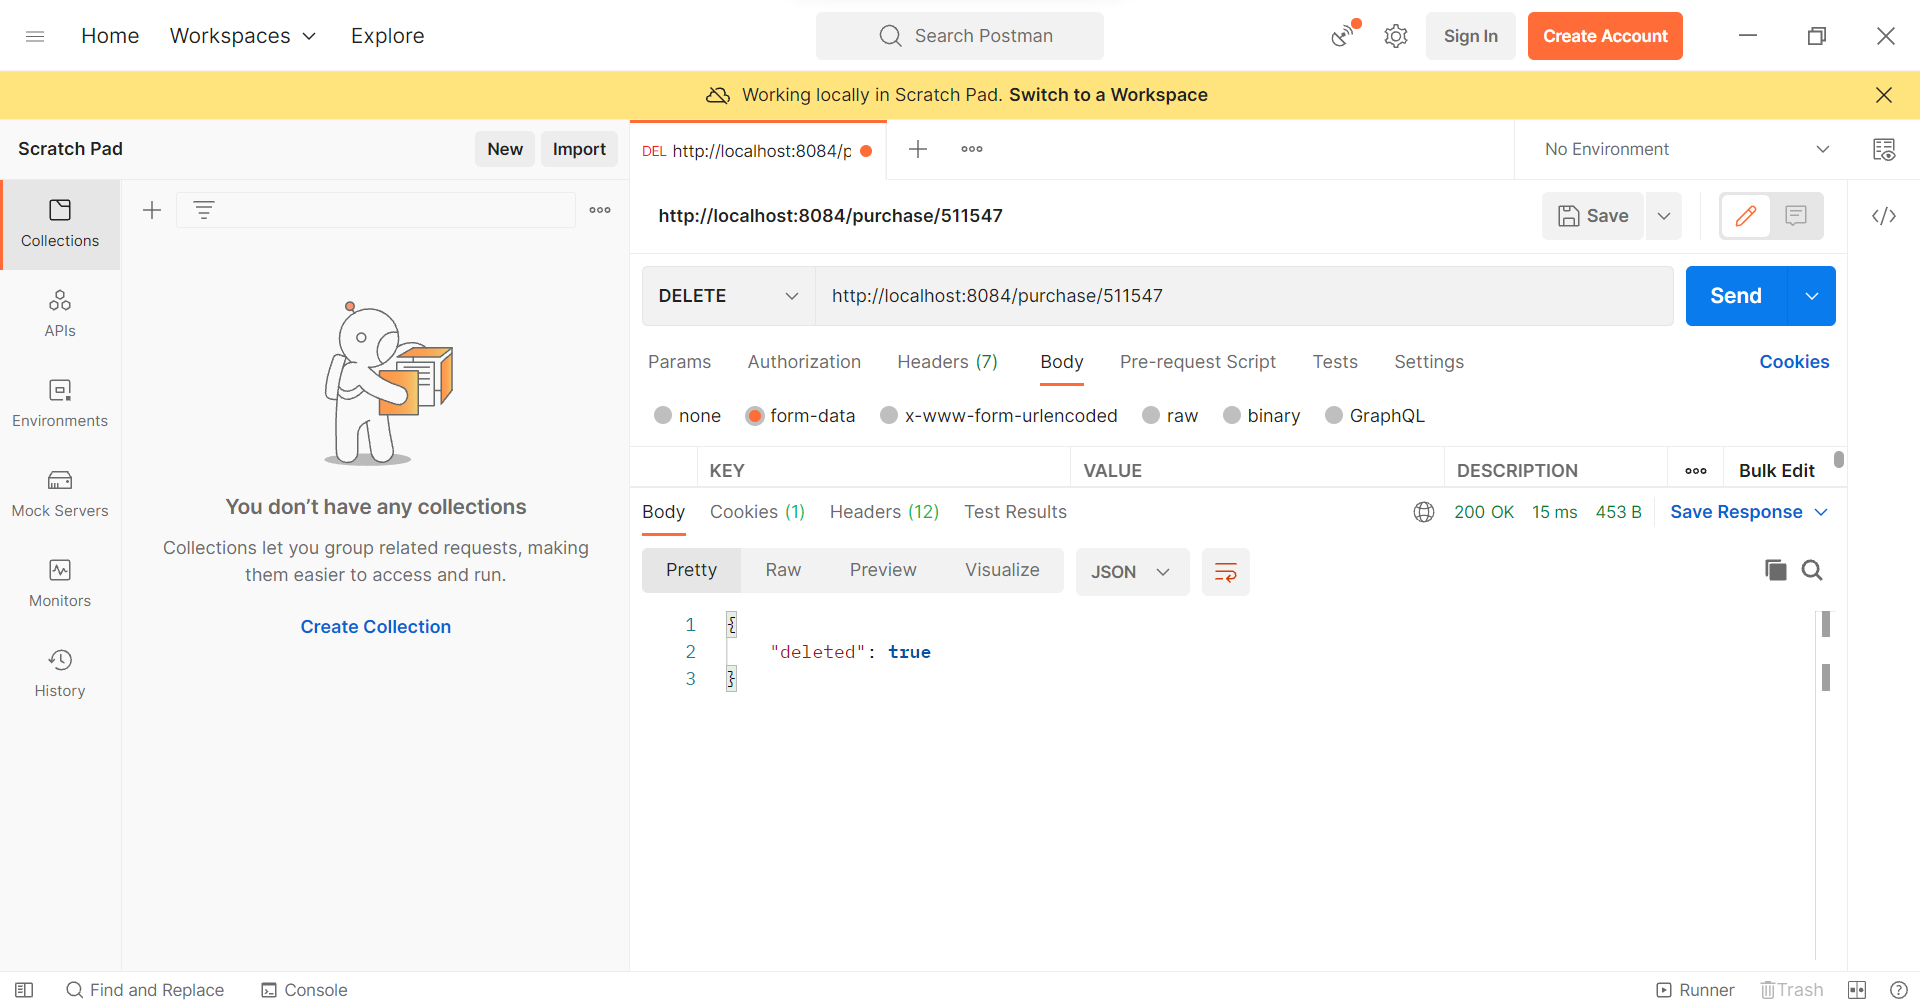 Home Workspaces Explore Search Postman Sign In Create Account
Working locally in Scratch Pad. Switch to a Workspace
Scratch Pad New Import DEL http://localhost:8084/p No Environment
http://localhost:8084/purchase/511547 Save
Collections
DELETE http://localhost:8084/purchase/511547 Send
APIs
Params Authorization Headers (7) Body Pre-request Script Tests Settings Cookies
Environments
none form-data x-www-form-urlencoded raw binary GraphQL
KEY VALUE DESCRIPTION Bulk Edit
Mock Servers
You don’t have any collections
Body Cookies (1) Headers (12) Test Results 200 OK 15 ms 453 B Save Response
Collections let you group related requests, making
them easier to access and run.
Pretty Raw Preview Visualize JSON
Monitors
Create Collection
1 {
2 "deleted": true
3 }
History
Find and Replace Console Runner Trash